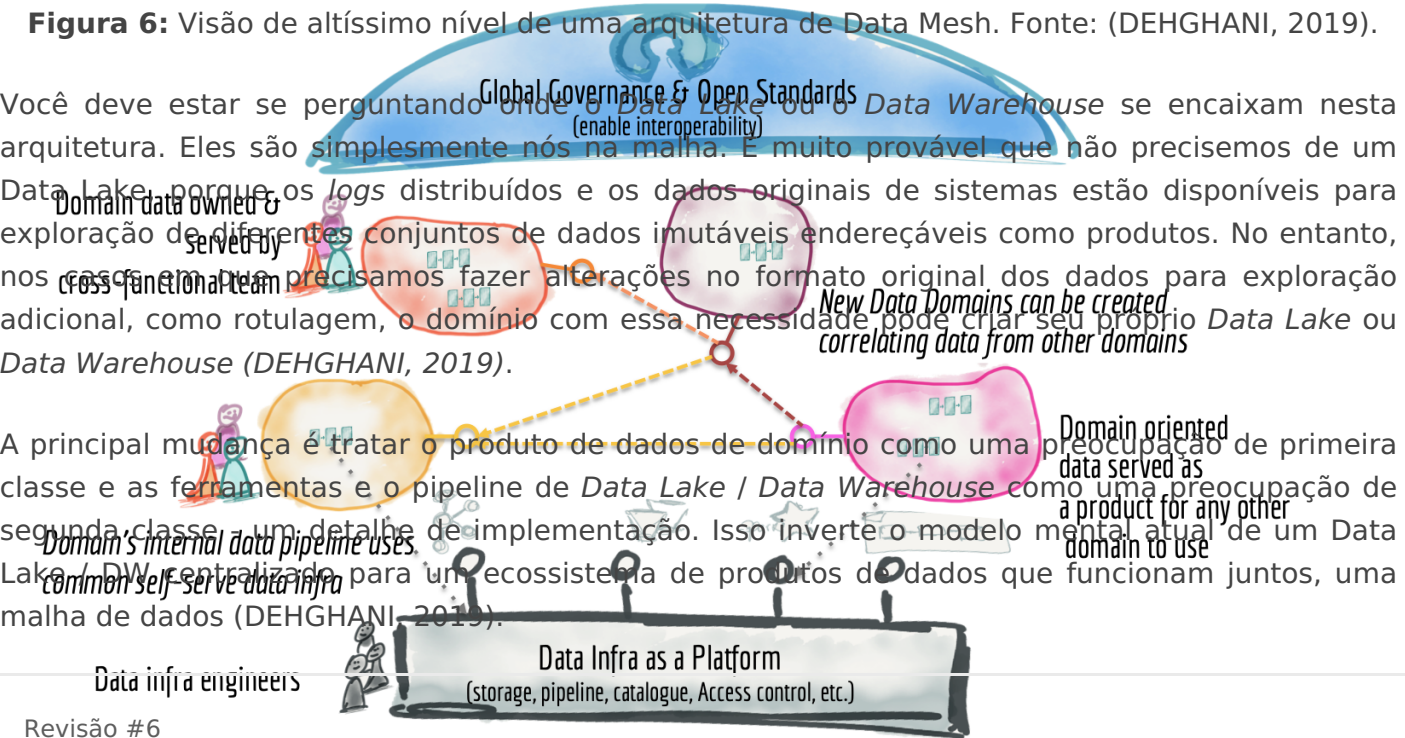 Figura 6: Visão de altíssimo nível de uma arquitetura de Data Mesh. Fonte: (DEHGHANI, 2019).
Global Governance & Open Standards
(enable interoperability)
Você deve estar se perguntando onde o Data Lake ou o Data Warehouse se encaixam nesta
arquitetura. Eles são simplesmente nós na malha. É muito provável que não precisemos de um
Data Lake, porque os logs distribuídos e os dados originais de sistemas estão disponíveis para
exploração de diferentes conjuntos de dados imutáveis endereçáveis como produtos. No entanto,
nos casos em que precisamos fazer alterações no formato original dos dados para exploração
adicional, como rotulagem, o domínio com essa necessidade pode criar seu próprio Data Lake ou
Data Warehouse (DEHGHANI, 2019).
Domain data owned &
served by
cross-functional team
New Data Domains can be created
correlating data from other domains
A principal mudança é tratar o produto de dados de domínio como uma preocupação de primeira
classe e as ferramentas e o pipeline de Data Lake / Data Warehouse como uma preocupação de
segunda classe - um detalhe de implementação. Isso inverte o modelo mental atual de um Data
Lake / DW centralizado para um ecossistema de produtos de dados que funcionam juntos, uma
malha de dados (DEHGHANI, 2019).
Domain oriented
data served as
a product for any other
domain to use
Domain's internal data pipeline uses
common self-serve data infra
Data infra engineers
Data Infra as a Platform
(storage, pipeline, catalogue, Access control, etc.)
Revisão #6